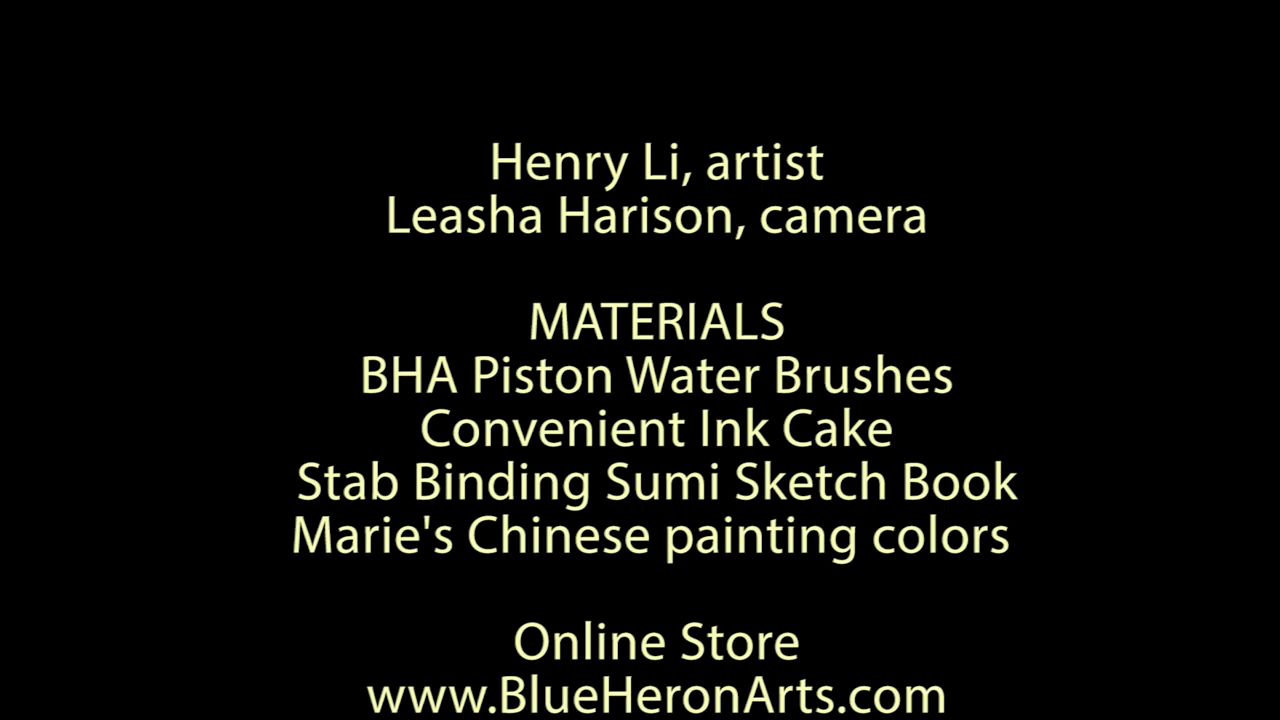 Henry Li, artist
Leasha Harison, camera
MATERIALS
BHA Piston Water Brushes
Convenient Ink Cake
Stab Binding Sumi Sketch Book
Marie's Chinese painting colors
Online Store
www.BlueHeronArts.com